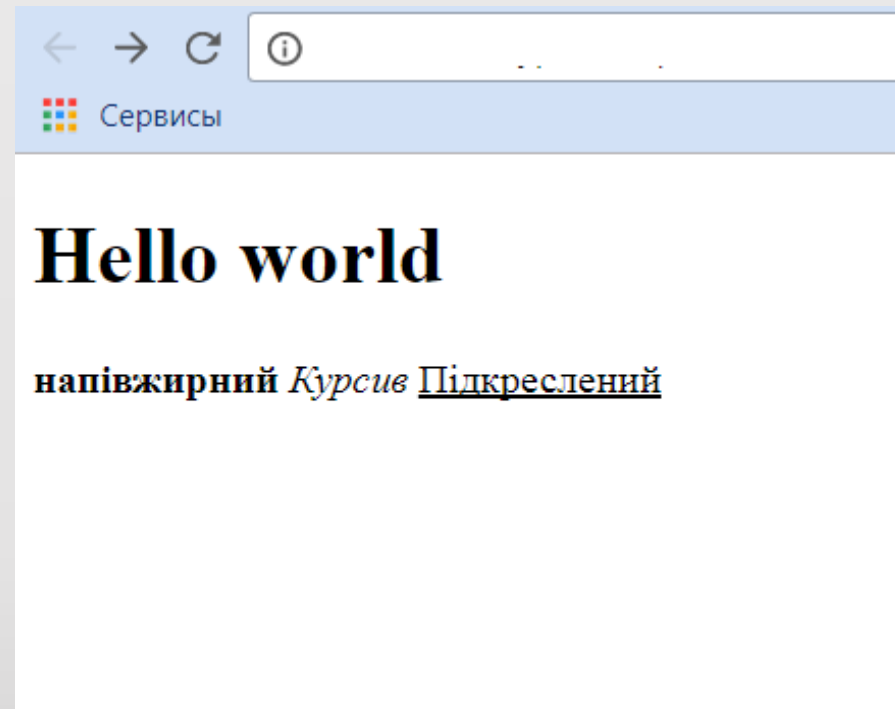 Сервисы
Hello world
напівжирний Курсив Підкреслений